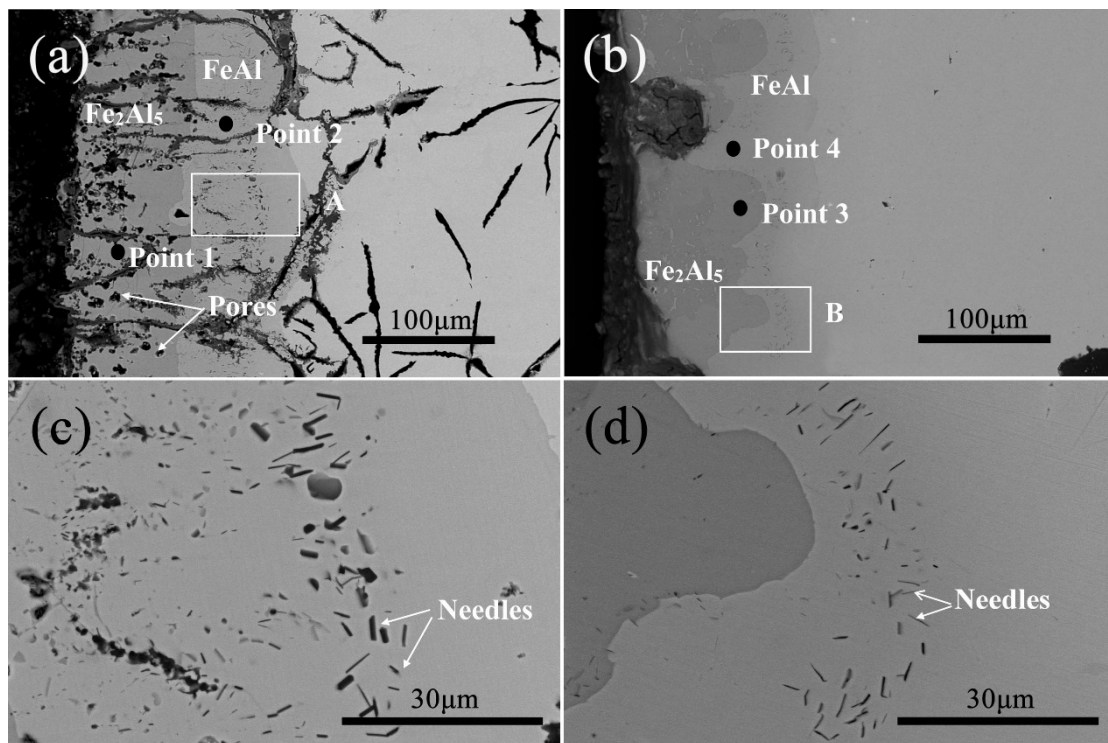 (a)
FeAl
Fe₂Al₅
Point 2
A
Point 1
Pores
100μm
(b)
FeAl
Point 4
Point 3
Fe₂Al₅
B
100μm
(c)
Needles
30μm
(d)
Needles
30μm